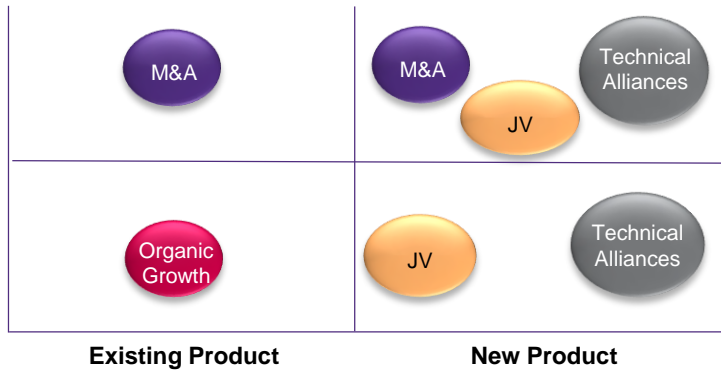 M&A
M&A
JV
Technical
Alliances
Organic
Growth
JV
Technical
Alliances
Existing Product
New Product